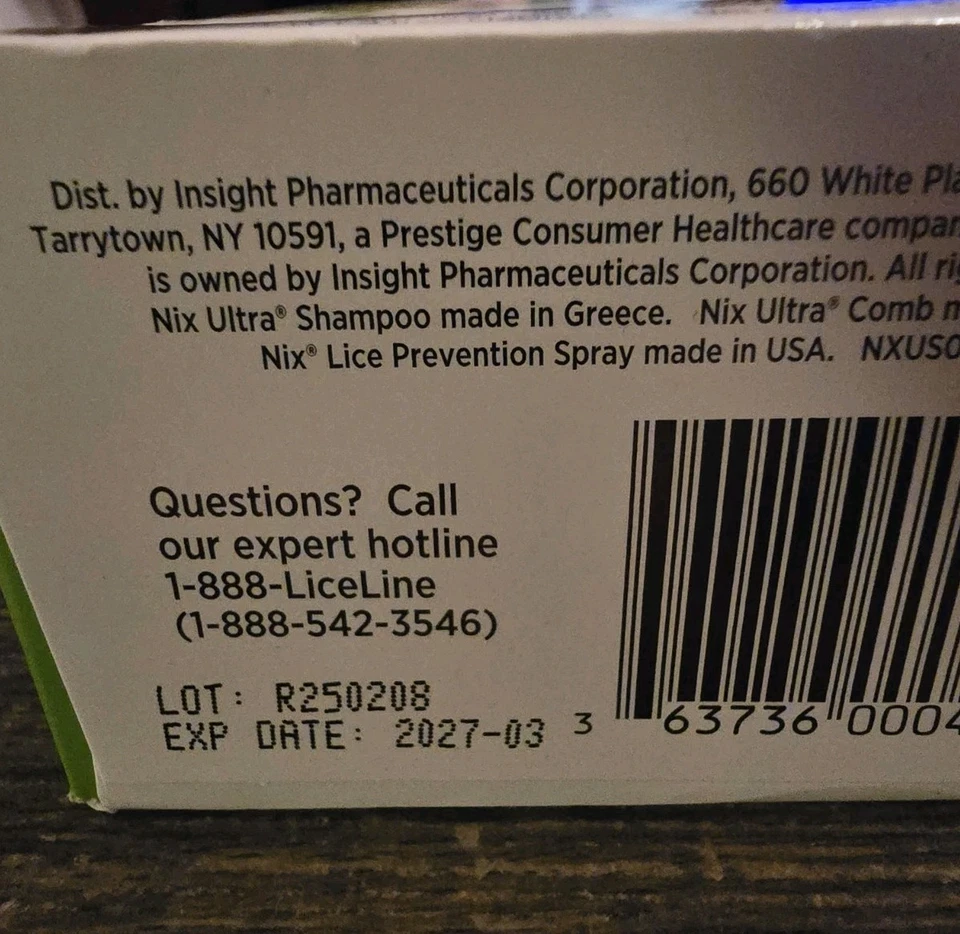 Dist. by Insight Pharmaceuticals Corporation, 660 White
Tarrytown, NY 10591, a Prestige Consumer Healthcare
is owned by Insight Pharmaceuticals Corporation. All
Nix Ultra® Shampoo made in Greece. Nix Ultra® Comb
Nix® Lice Prevention Spray made in USA.
Questions? Call
our expert hotline
1-888-LiceLine
(1-888-542-3546)
LOT: R250208
EXP DATE: 2027-03
3 63736 0004